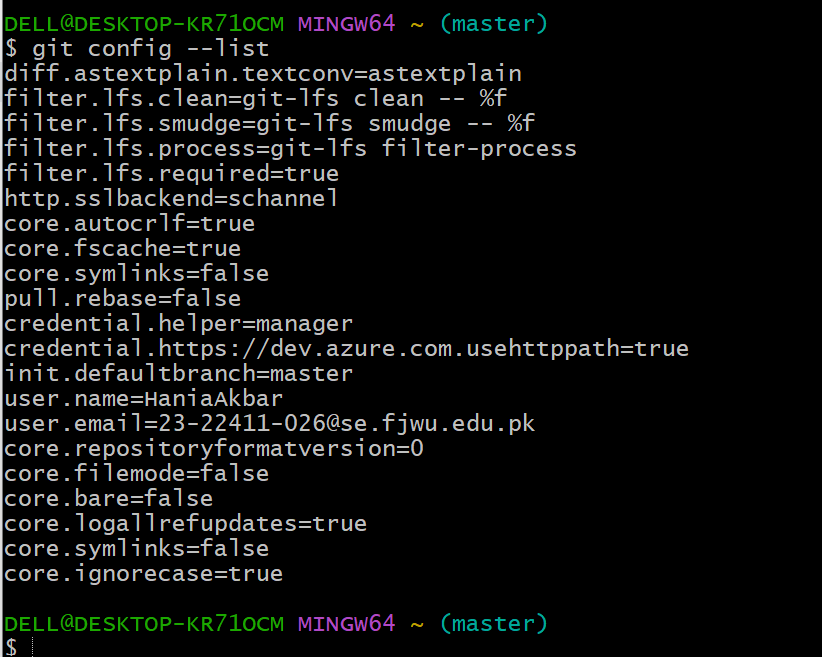 DELL@DESKTOP-KR71OCM MINGW64 ~ (master)
$ git config --list
diff.astextplain.textconv=astextplain
filter.lfs.clean=git-lfs clean -- %f
filter.lfs.smudge=git-lfs smudge -- %f
filter.lfs.process=git-lfs filter-process
filter.lfs.required=true
http.sslbackend=schannel
core.autocrlf=true
core.fscache=true
core.symlinks=false
pull.rebase=false
credential.helper=manager
credential.https://dev.azure.com.usehttppath=true
init.defaultbranch=master
user.name=HaniaAkbar
user.email=23-22411-026@se.fjwu.edu.pk
core.repositoryformatversion=0
core.filemode=false
core.bare=false
core.logallrefupdates=true
core.symlinks=false
core.ignorecase=true
DELL@DESKTOP-KR71OCM MINGW64 ~ (master)
$